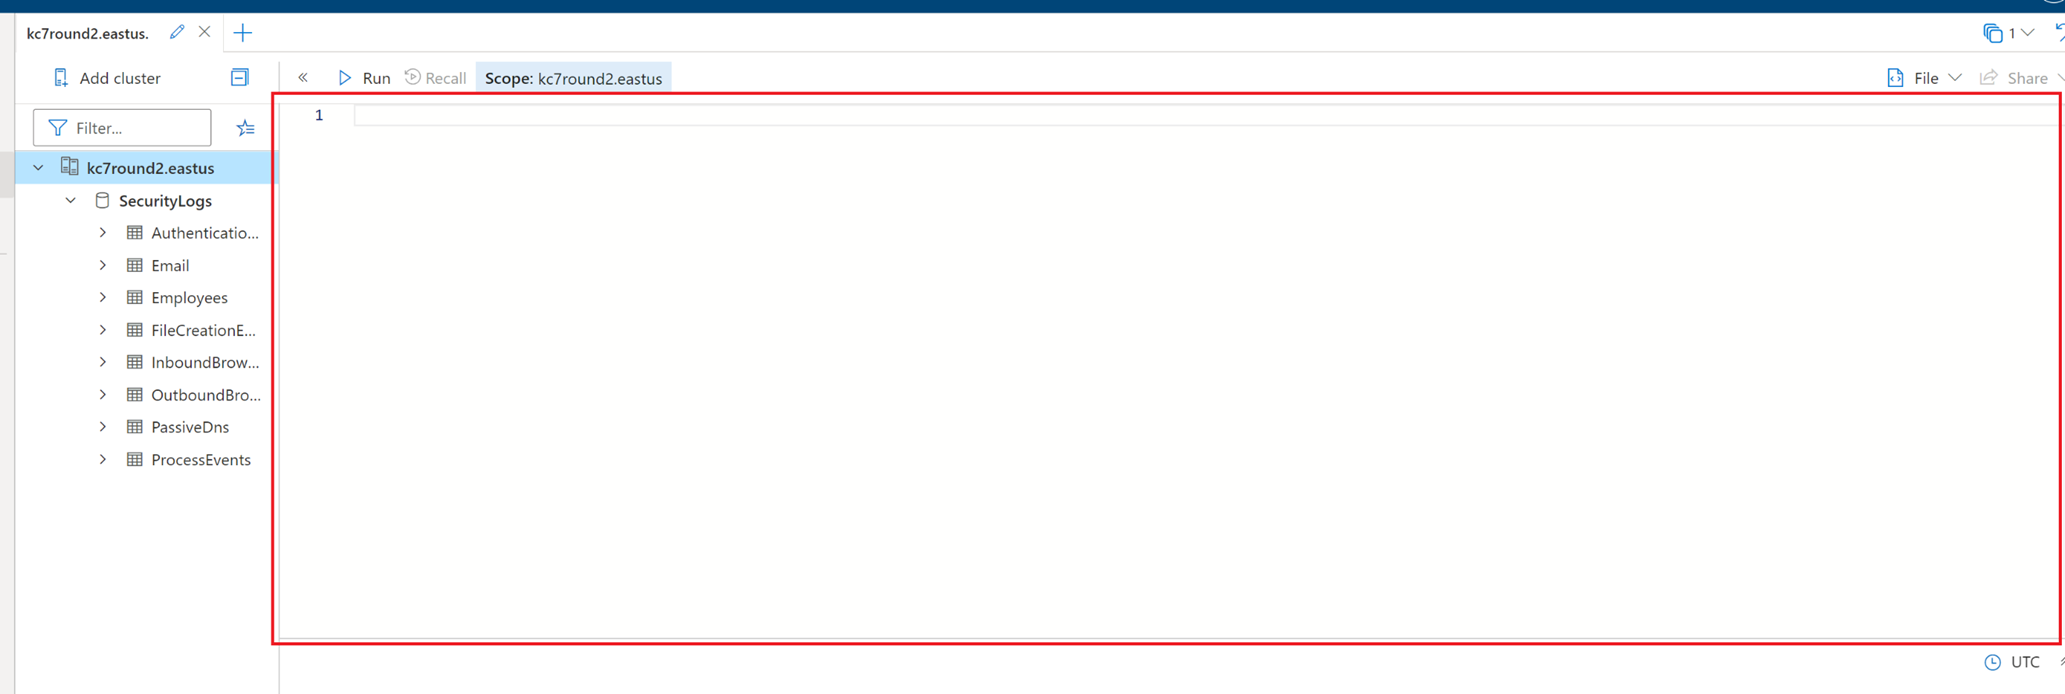 kc7round2.eastus.
1
Add cluster
Run
Recall
Scope: kc7round2.eastus
File
Share
Filter...
1
kc7round2.eastus
SecurityLogs
Authenticatio...
Email
Employees
FileCreationE...
InboundBrow...
OutboundBro...
PassiveDns
ProcessEvents
UTC